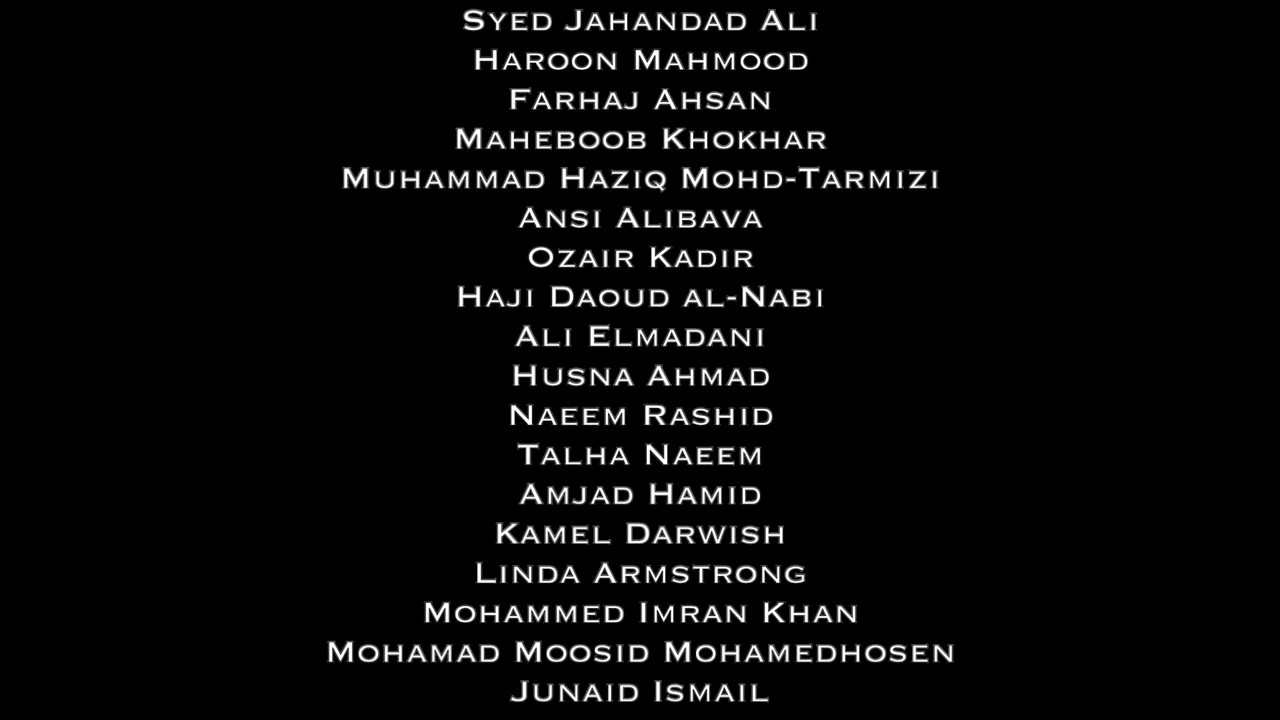 Syed Jahandad Ali
Haroon Mahmood
Farhaj Ahsan
Maheboob Khokhar
Muhammad Haziq Mohd-Tarmizi
Ansi Alibava
Ozair Kadir
Haji Daoud al-Nabi
Ali Elmadani
Husna Ahmad
Naeem Rashid
Talha Naeem
Amjad Hamid
Kamel Darwish
Linda Armstrong
Mohammed Imran Khan
Mohamad Moosid Mohamedhosen
Junaid Ismail